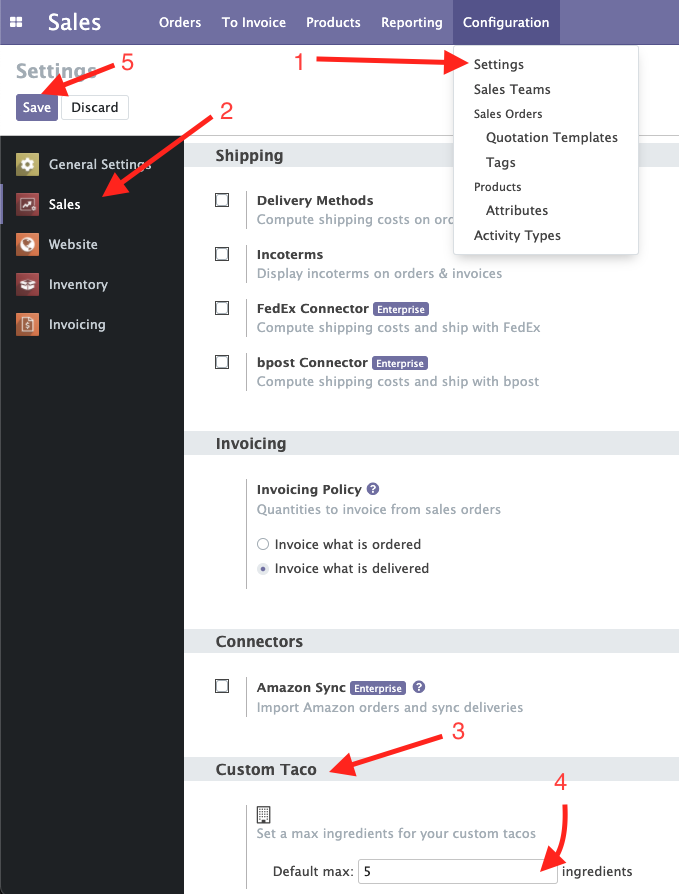 Sales Orders To Invoice Products Reporting Configuration
Settings 5 1 Settings
Save Discard Sales Teams
2 Sales Orders
Quotation Templates
General Settings Shipping Tags
Products
Sales Delivery Methods Attributes
Compute shipping costs on Activity Types
Website Incoterms
Display incoterms on orders & invoices
Inventory
FedEx Connector Enterprise
Invoicing Compute shipping costs and ship with FedEx
bpost Connector Enterprise
Compute shipping costs and ship with bpost
Invoicing
Invoicing Policy ?
Quantities to invoice from sales orders
Invoice what is ordered
Invoice what is delivered
Connectors
Amazon Sync Enterprise ?
Import Amazon orders and sync deliveries
3
Custom Taco
4
Set a max ingredients for your custom tacos
Default max: 5 ingredients